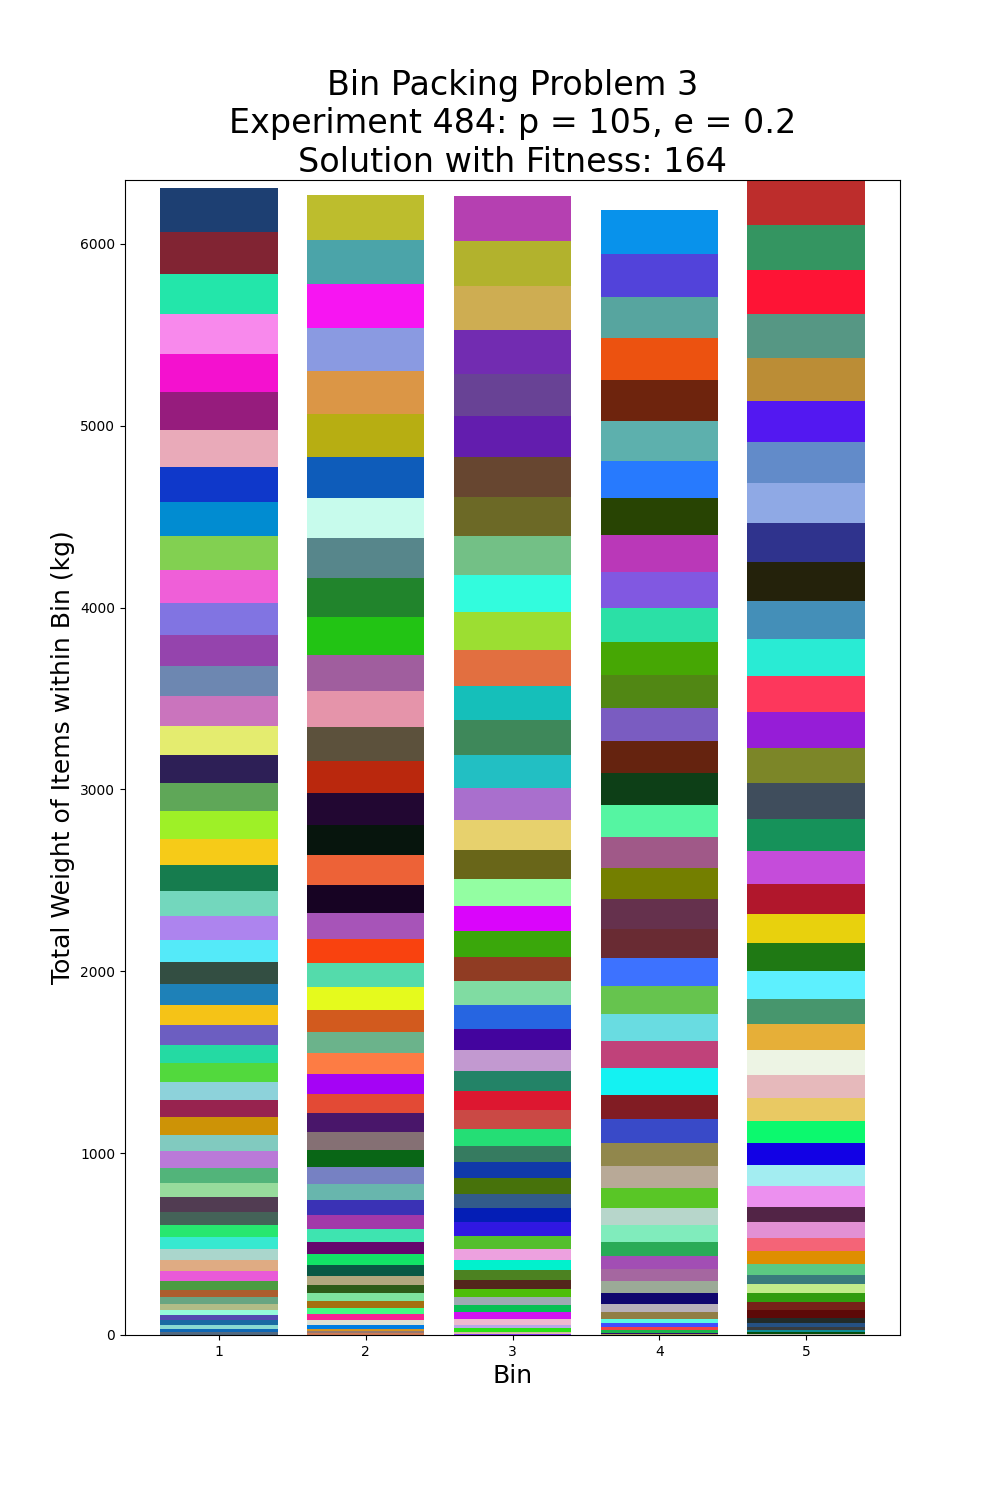 Bin Packing Problem 3
Experiment 484: p = 105, e = 0.2
Solution with Fitness: 164
Total Weight of Items within Bin (kg)
6000
5000
4000
3000
2000
1000
0
1 2 3 4 5
Bin